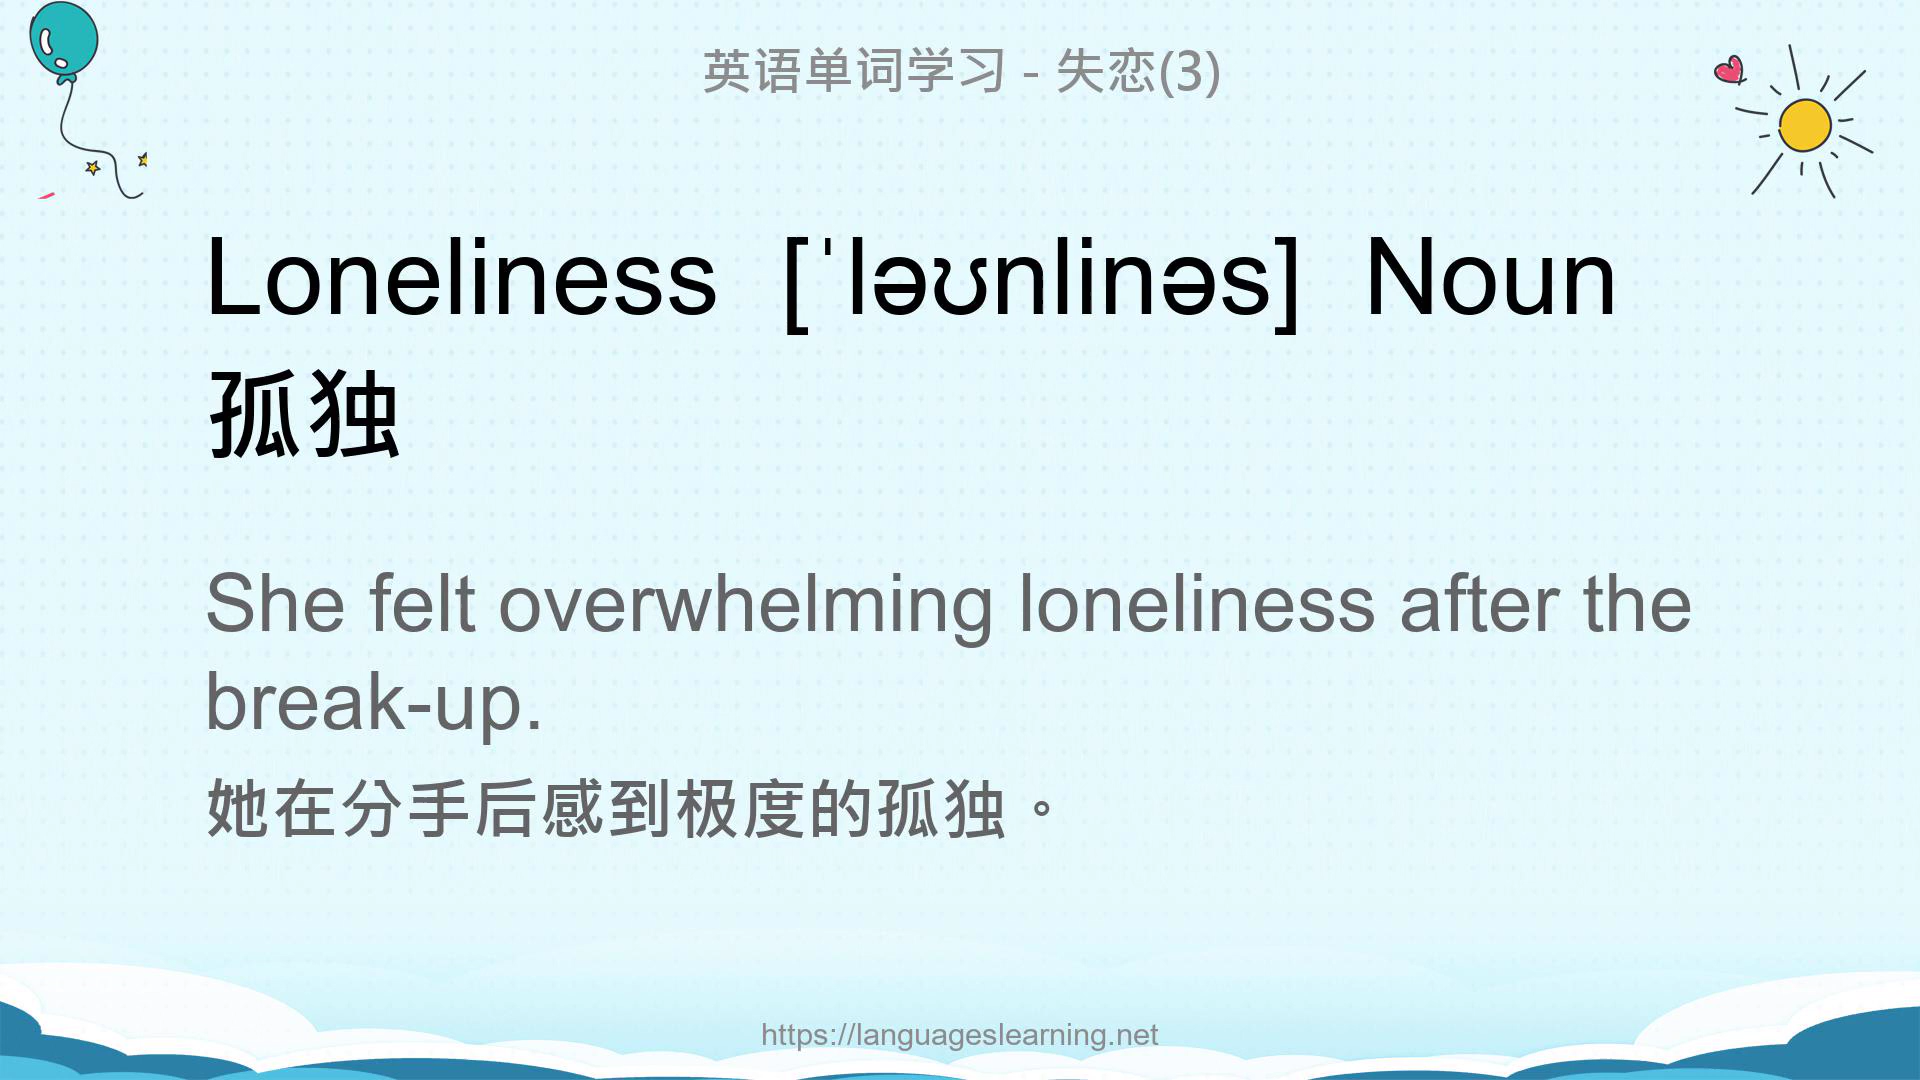 英语单词学习 - 失恋(3)
Loneliness [ˈləʊnlinəs] Noun
孤独
She felt overwhelming loneliness after the
break-up.
她在分手后感到极度的孤独。
https://languageslearning.net